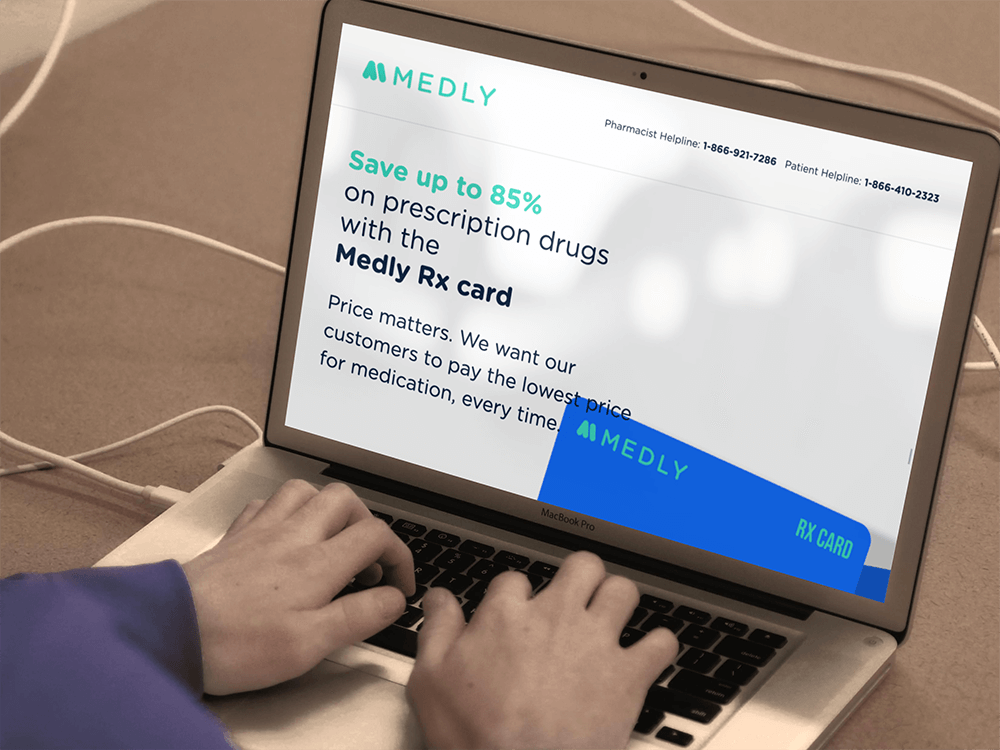 MEDLY
Pharmacist Helpline: 1-866-921-7286 Patient Helpline: 1-866-410-2323
Save up to 85%
on prescription drugs
with the
Medly Rx card
Price matters. We want our
customers to pay the lowest price
for medication, every time.
MEDLY
RX CARD
MacBook Pro